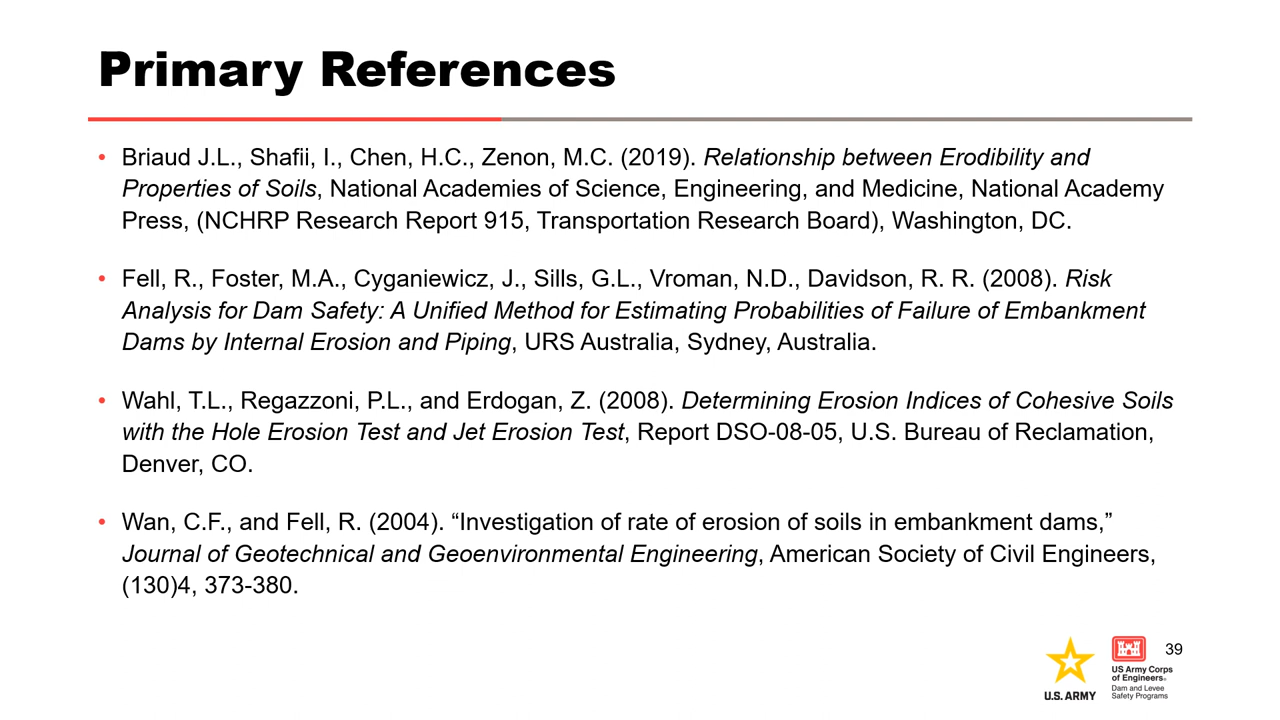 Primary References
• Briaud J.L., Shafii, I., Chen, H.C., Zenon, M.C. (2019). Relationship between Erodibility and
Properties of Soils, National Academies of Science, Engineering, and Medicine, National Academy
Press, (NCHRP Research Report 915, Transportation Research Board), Washington, DC.
• Fell, R., Foster, M.A., Cyganiewicz, J., Sills, G.L., Vroman, N.D., Davidson, R. R. (2008). Risk
Analysis for Dam Safety: A Unified Method for Estimating Probabilities of Failure of Embankment
Dams by Internal Erosion and Piping, URS Australia, Sydney, Australia.
• Wahl, T.L., Regazzoni, P.L., and Erdogan, Z. (2008). Determining Erosion Indices of Cohesive Soils
with the Hole Erosion Test and Jet Erosion Test, Report DSO-08-05, U.S. Bureau of Reclamation,
Denver, CO.
• Wan, C.F., and Fell, R. (2004). “Investigation of rate of erosion of soils in embankment dams,”
Journal of Geotechnical and Geoenvironmental Engineering, American Society of Civil Engineers,
(130)4, 373-380.
39
U.S. ARMY
US Army Corps
of Engineers®
Dam and Levee
Safety Programs